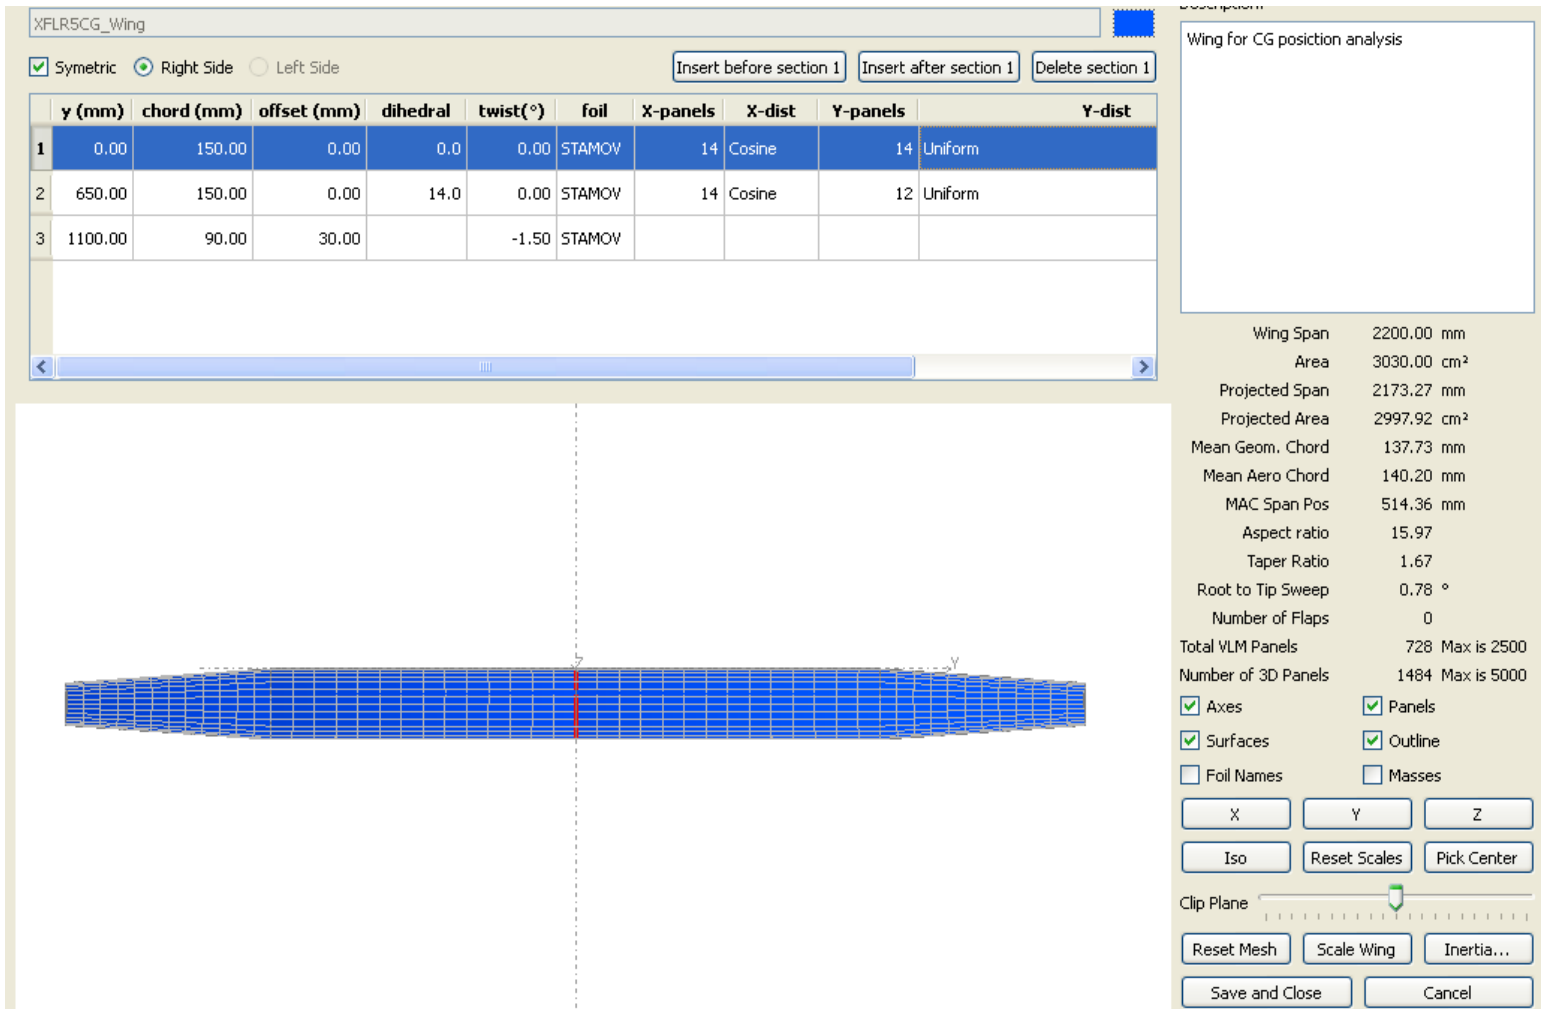 Description:
XFLR5CG_Wing
Wing for CG posiction analysis
Symetric Right Side Left Side Insert before section 1 Insert after section 1 Delete section 1
y (mm) chord (mm) offset (mm) dihedral twist(°) foil X-panels X-dist Y-panels Y-dist
1 0.00 150.00 0.00 0.0 0.00 STAMOV 14 Cosine 14 Uniform
2 650.00 150.00 0.00 14.0 0.00 STAMOV 14 Cosine 12 Uniform
3 1100.00 90.00 30.00 -1.50 STAMOV
Wing Span 2200.00 mm
Area 3030.00 cm²
Projected Span 2173.27 mm
Projected Area 2997.92 cm²
Mean Geom. Chord 137.73 mm
Mean Aero Chord 140.20 mm
MAC Span Pos 514.36 mm
Aspect ratio 15.97
Taper Ratio 1.67
Root to Tip Sweep 0.78 °
Number of Flaps 0
Total VLM Panels 728 Max is 2500
Number of 3D Panels 1484 Max is 5000
Z Y
Axes Panels
Surfaces Outline
Foil Names Masses
X Y Z
Iso Reset Scales Pick Center
Clip Plane
Reset Mesh Scale Wing Inertia...
Save and Close Cancel